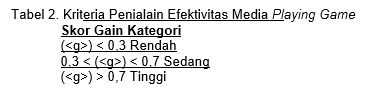 Tabel 2. Kriteria Penialain Efektivitas Media Playing Game
Skor Gain Kategori
(<g>) < 0,3 Rendah
0,3 < (<g>) < 0,7 Sedang
(<g>) > 0,7 Tinggi